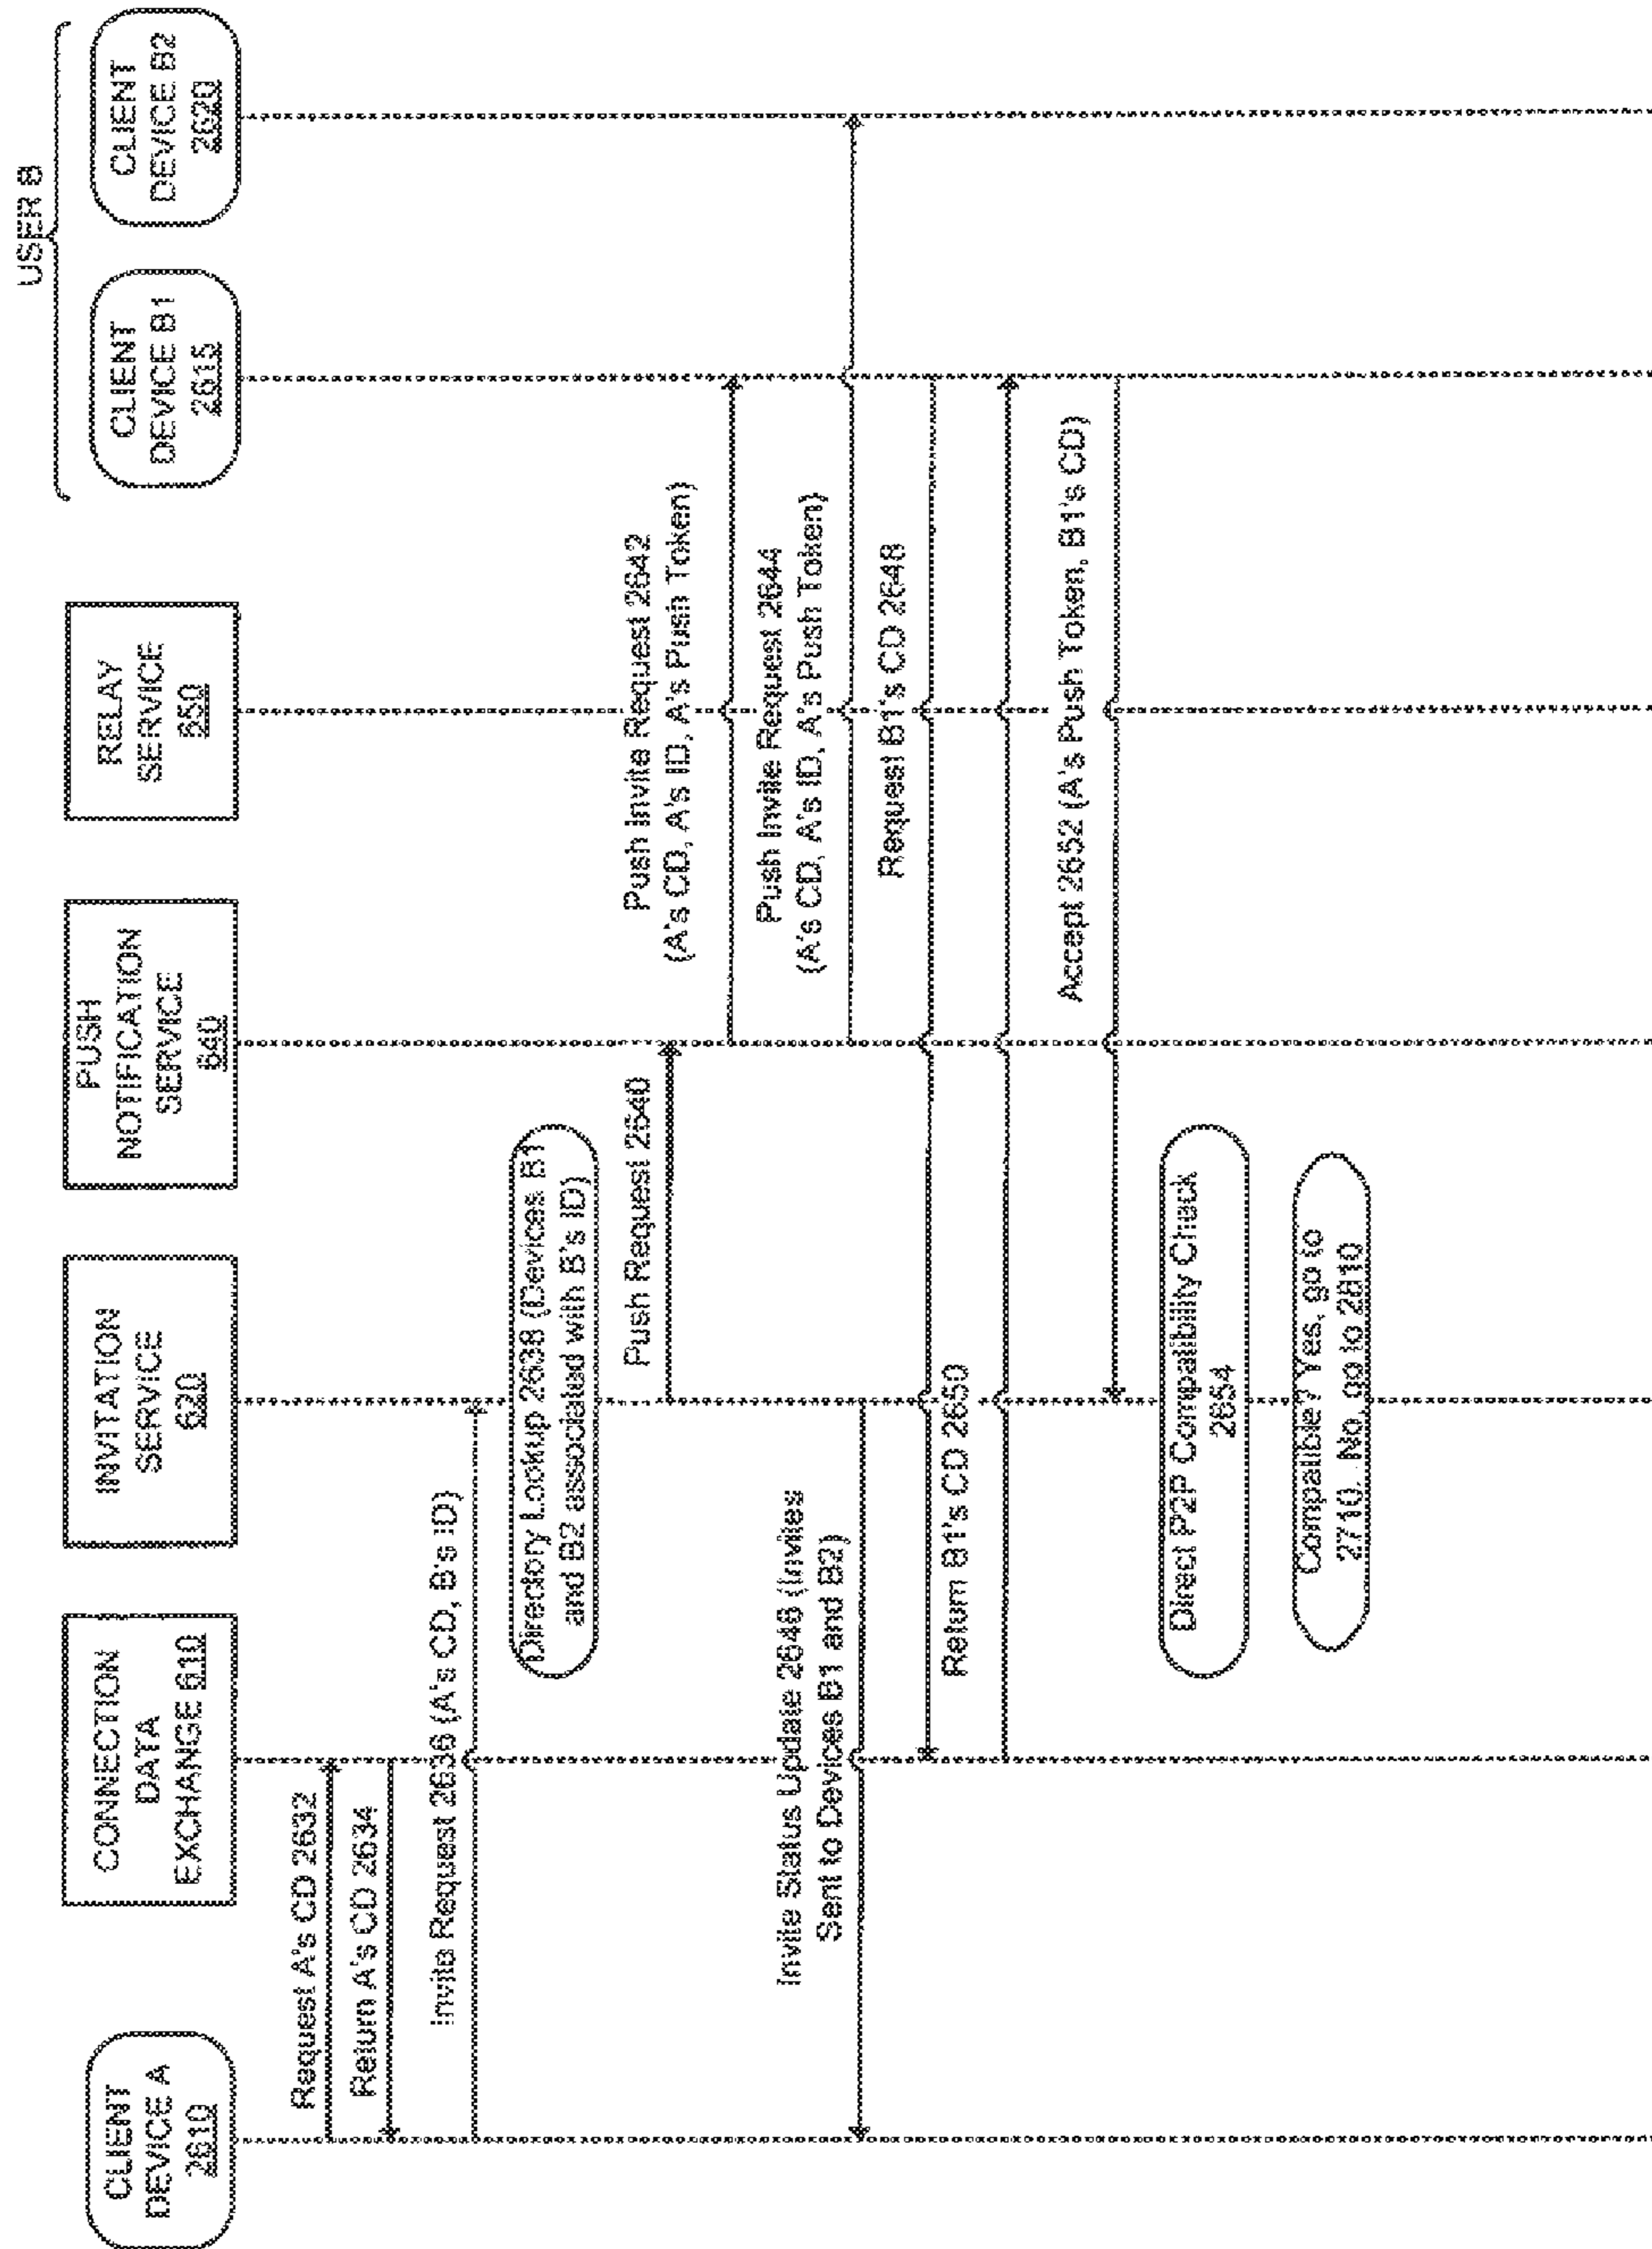 USER B
CLIENT
DEVICE A
2610
CONNECTION
DATA
EXCHANGE 610
INVITATION
SERVICE
620
PUSH
NOTIFICATION
SERVICE
640
RELAY
SERVICE
650
CLIENT
DEVICE B1
2615
CLIENT
DEVICE B2
2620
Request A's CD 2632
Return A's CD 2634
Invite Request 2636 (A's CD, B's ID)
Directory Lookup 2638 (Devices B1
and B2 associated with B's ID)
Push Request 2640
Push Invite Request 2642
(A's CD, A's ID, A's Push Token)
Push Invite Request 2644
(A's CD, A's ID, A's Push Token)
Invite Status Update 2646 (Invites
Sent to Devices B1 and B2)
Request B1's CD 2648
Return B1's CD 2650
Accept 2652 (A's Push Token, B1's CD)
Direct P2P Compatibility Check
2654
Compatible? Yes, go to
2710. No, go to 2810